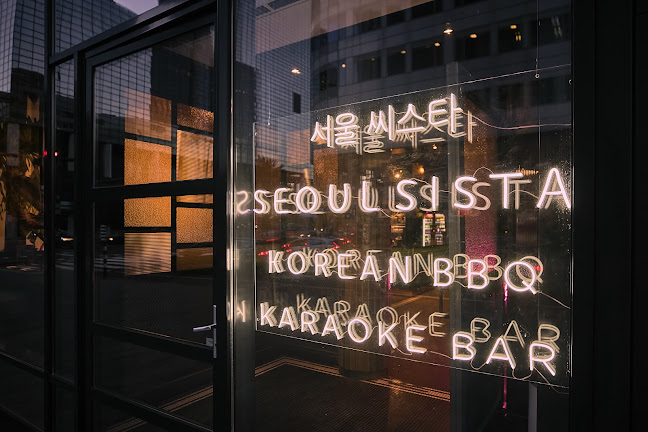 서울 씨스타
SEOUL SISTA
KOREAN BBQ
KARAOKE BAR